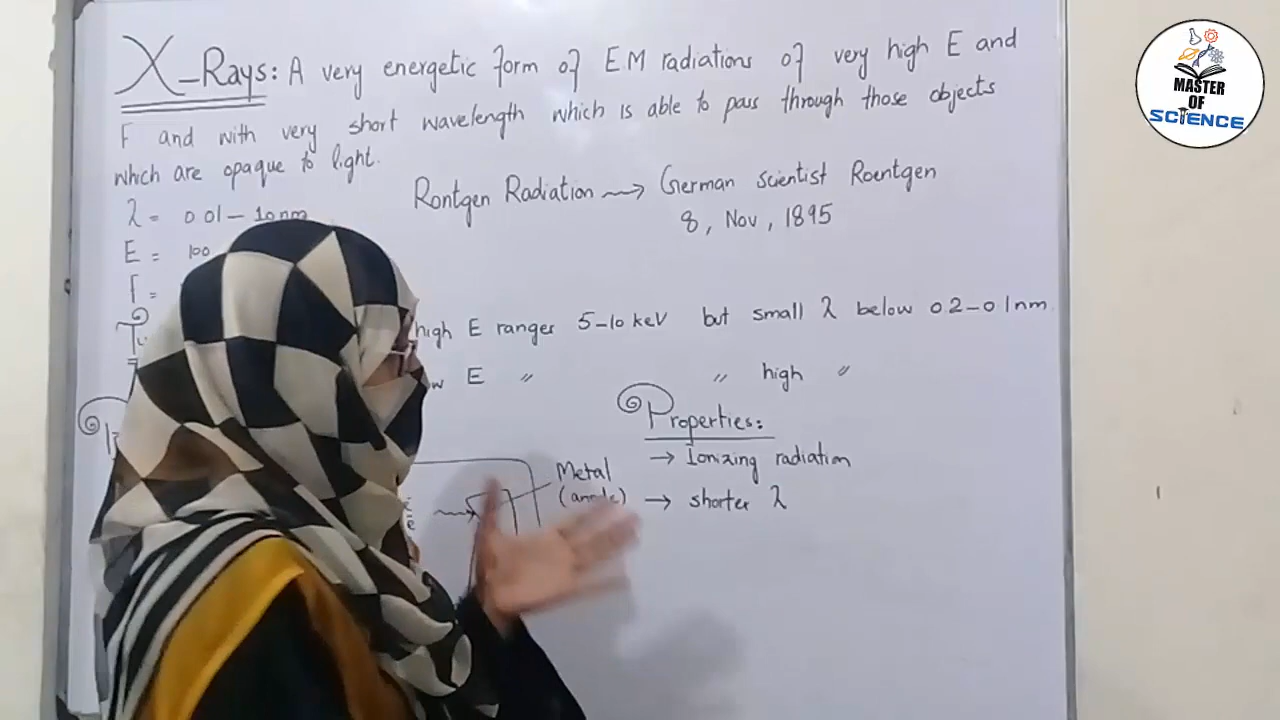 X-Rays: A very energetic form of EM radiations of very high E and
F and with very short wavelength which is able to pass through those objects
which are opaque to light.
Rontgen Radiation → German scientist Roentgen
8, Nov, 1895
λ = 0.01 – 10 nm
E = 100
high E ranges 5–10 keV but small λ below 0.2–0.1nm
E " " high "
Properties:
→ Ionizing radiation
→ shorter λ
Metal
(anode)
MASTER
OF
SCIENCE